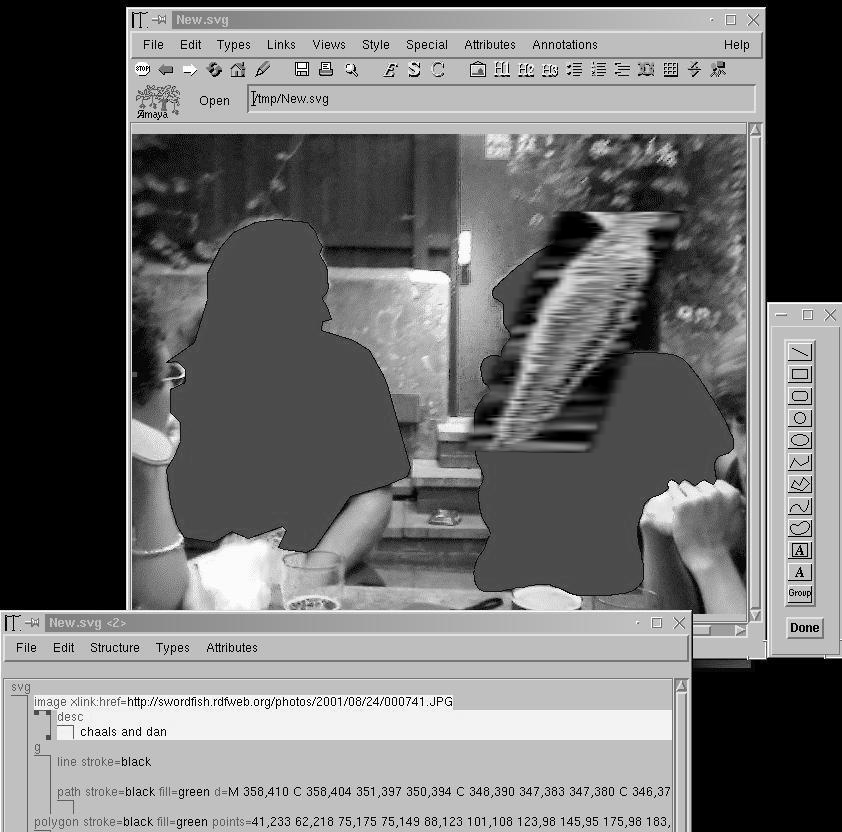 New.svg
File Edit Types Links Views Style Special Attributes Annotations Help
STOP E S C H1 H2 H3
Amaya Open /tmp/New.svg
A
A
Group
Done
New.svg <2>
File Edit Structure Types Attributes
svg
image xlink:href=http://swordfish.rdfweb.org/photos/2001/08/24/000741.JPG
desc
chaals and dan
g
line stroke=black
path stroke=black fill=green d=M 358,410 C 358,404 351,397 350,394 C 348,390 347,383 347,380 C 346,37
polygon stroke=black fill=green points=41,233 62,218 75,175 75,149 88,123 101,108 123,98 145,95 175,98 183,